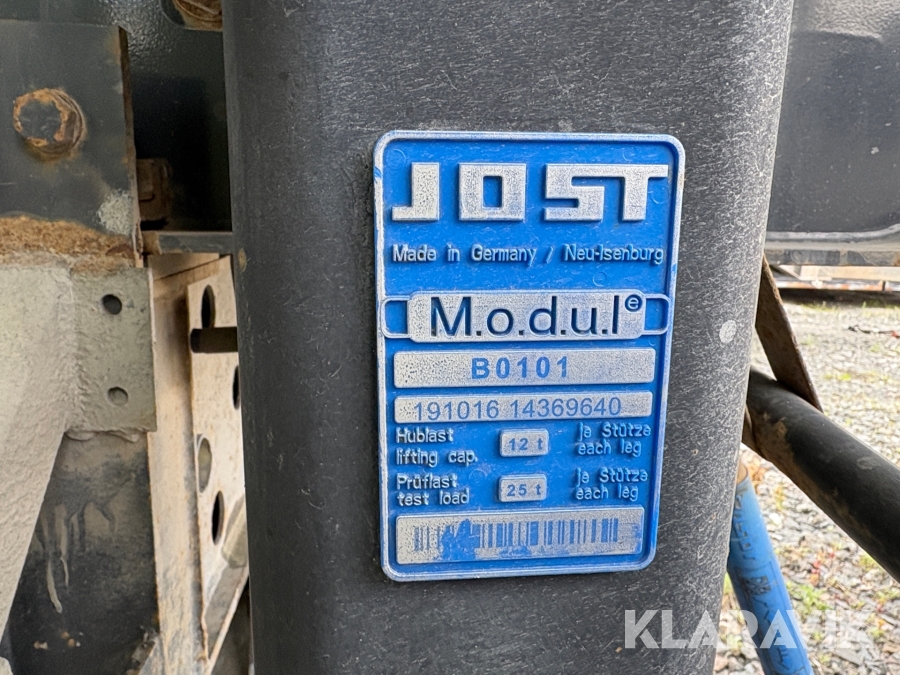 JOST
Made in Germany / Neu-Isenburg
M.o.d.u.l e
B0101
191016 14369640
Hublast 12 t je Stütze
lifting cap. each leg
Prüflast 25 t je Stütze
test load each leg
KLARAVIK